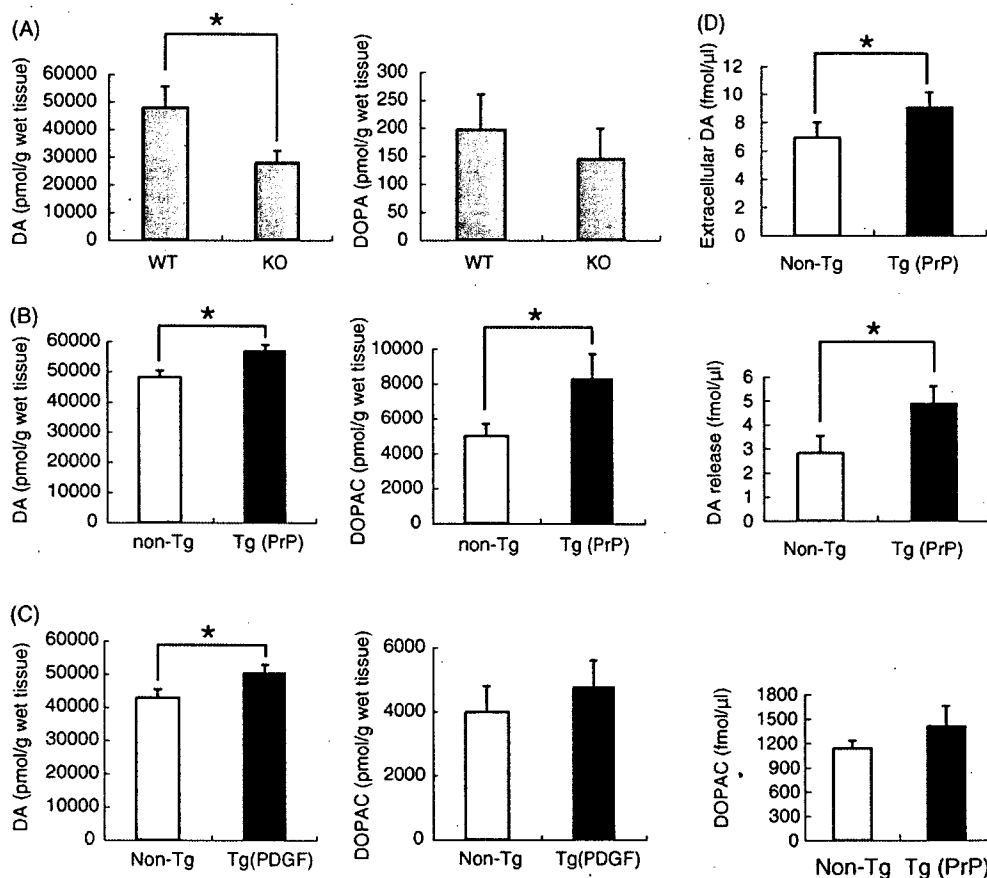 (A)
*
DA (pmol/g wet tissue)
60000
50000
40000
30000
20000
10000
0
WT KO
DOPA (pmol/g wet tissue)
300
250
200
150
100
50
0
WT KO
(D)
*
Extracellular DA (fmol/µl)
12
10
8
6
4
2
0
Non-Tg Tg (PrP)
(B)
*
DA (pmol/g wet tissue)
60000
50000
40000
30000
20000
10000
0
non-Tg Tg (PrP)
*
DOPAC (pmol/g wet tissue)
10000
8000
6000
4000
2000
0
non-Tg Tg (PrP)
*
DA release (fmol/µl)
6
5
4
3
2
1
0
Non-Tg Tg (PrP)
(C)
*
DA (pmol/g wet tissue)
60000
50000
40000
30000
20000
10000
0
Non-Tg Tg(PDGF)
DOPAC (pmol/g wet tissue)
6000
4000
2000
0
Non-Tg Tg(PDGF)
DOPAC (fmol/µl)
1800
1500
1200
900
600
300
0
Non-Tg Tg (PrP)